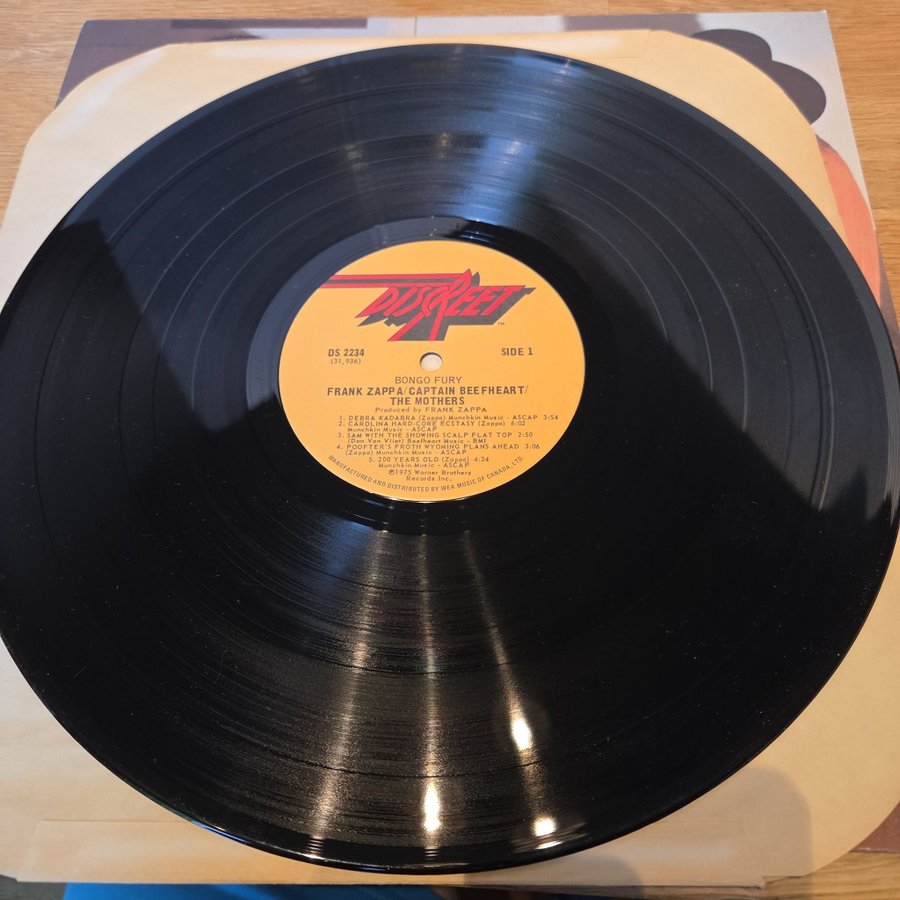 DISCREET
TM
DS 2234
(31,936)
SIDE 1
BONGO FURY
FRANK ZAPPA/CAPTAIN BEEFHEART/
THE MOTHERS
Produced by FRANK ZAPPA
1. DEBRA KADABRA (Zappa) Munchkin Music - ASCAP 3:54
2. CAROLINA HARD-CORE ECSTASY (Zappa) 6:02
Munchkin Music - ASCAP
3. SAM WITH THE SHOWING SCALP FLAT TOP 2:50
(Don Van Vliet) Beefheart Music - BMI
4. POOFTER'S FROTH WYOMING PLANS AHEAD 3:06
(Zappa) Munchkin Music - ASCAP
5. 200 YEARS OLD (Zappa) 4:34
Munchkin Music - ASCAP
℗1975 Warner Brothers
Records Inc.
MANUFACTURED AND DISTRIBUTED BY WEA MUSIC OF CANADA, LTD.